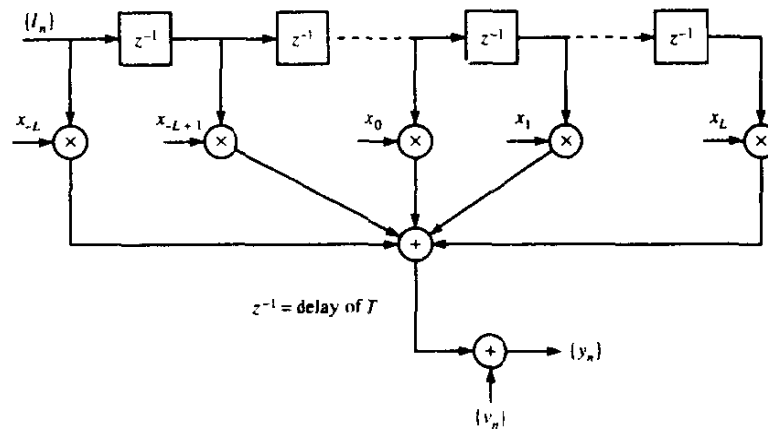 {I_n}
z⁻¹ z⁻¹ z⁻¹ z⁻¹
x_{-L} x_{-L+1} x_0 x_1 x_L
× × × × ×
+
z⁻¹ = delay of T
+ {y_n}
{v_n}